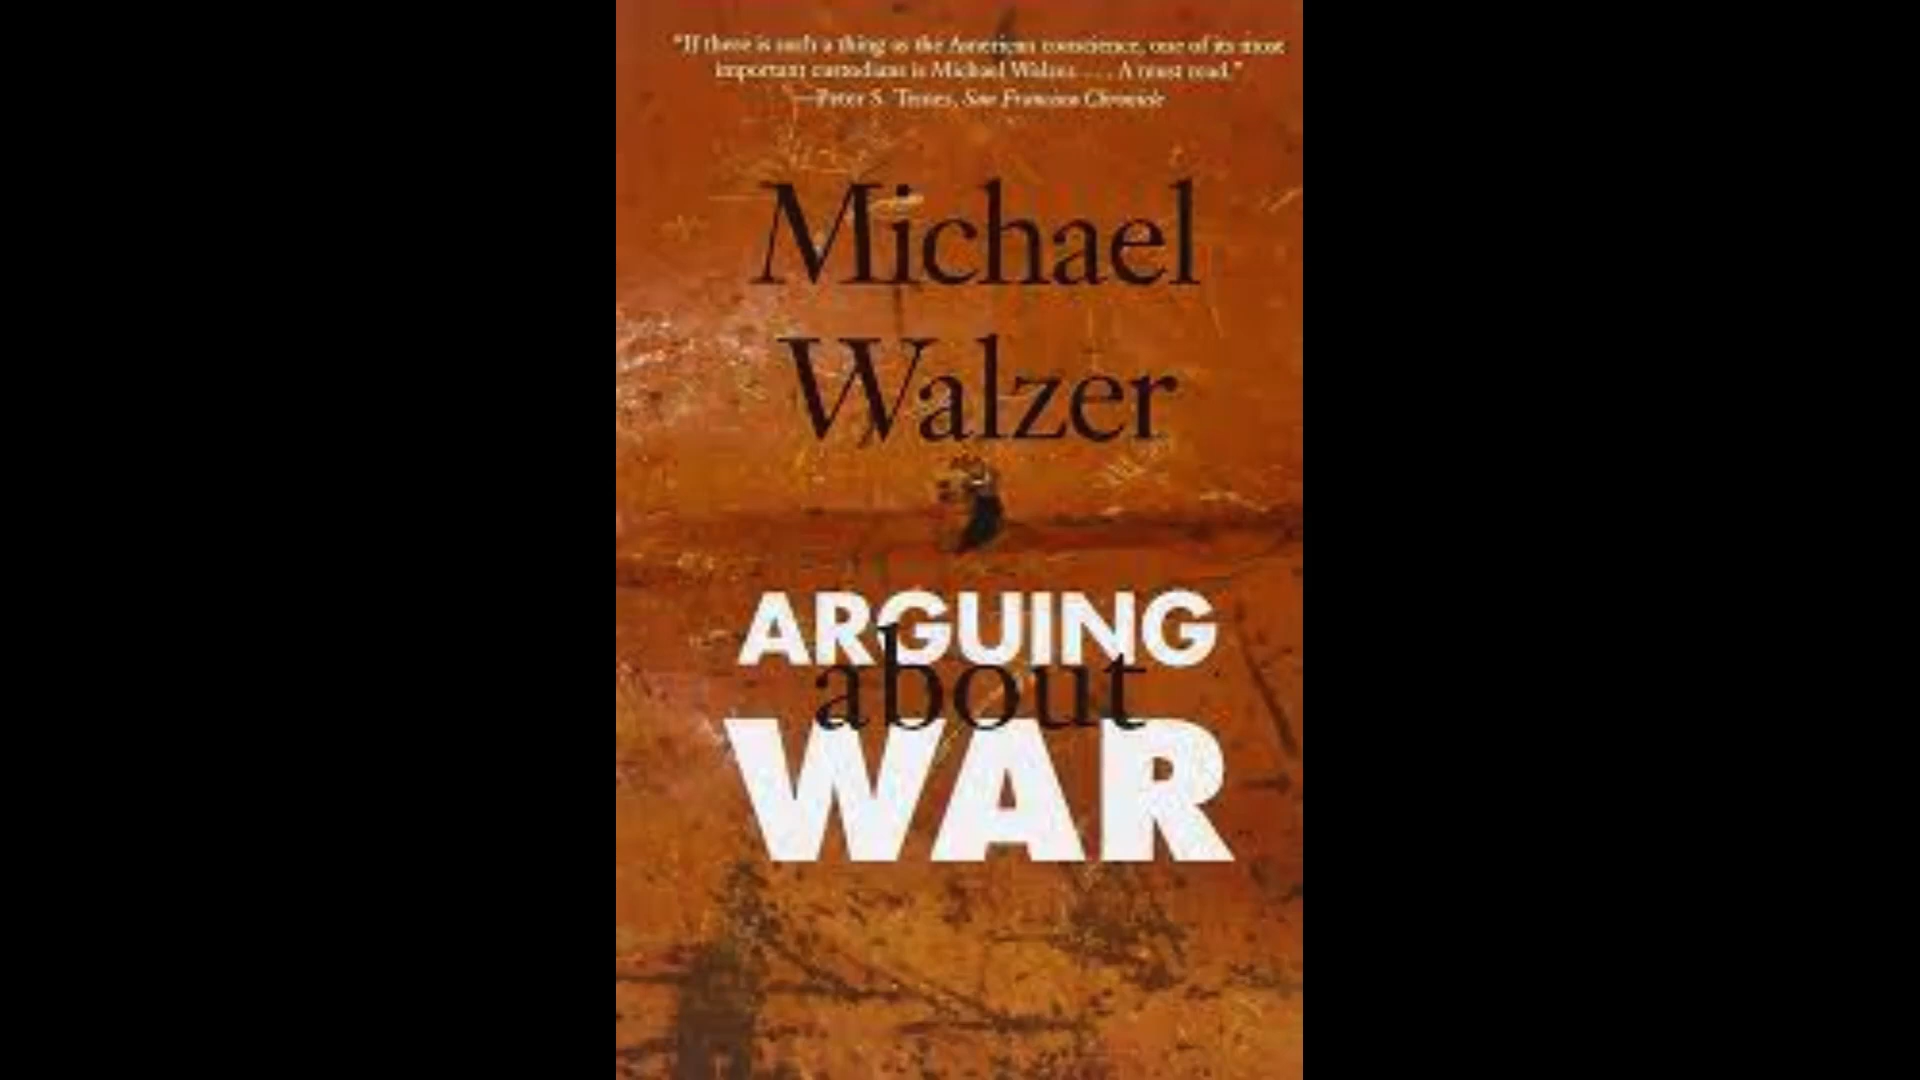 "If there is such a thing as the American conscience, one of its most
important custodians is Michael Walzer. . . . A must read."
—Peter S. Temes, San Francisco Chronicle
Michael
Walzer
ARGUING
about
WAR